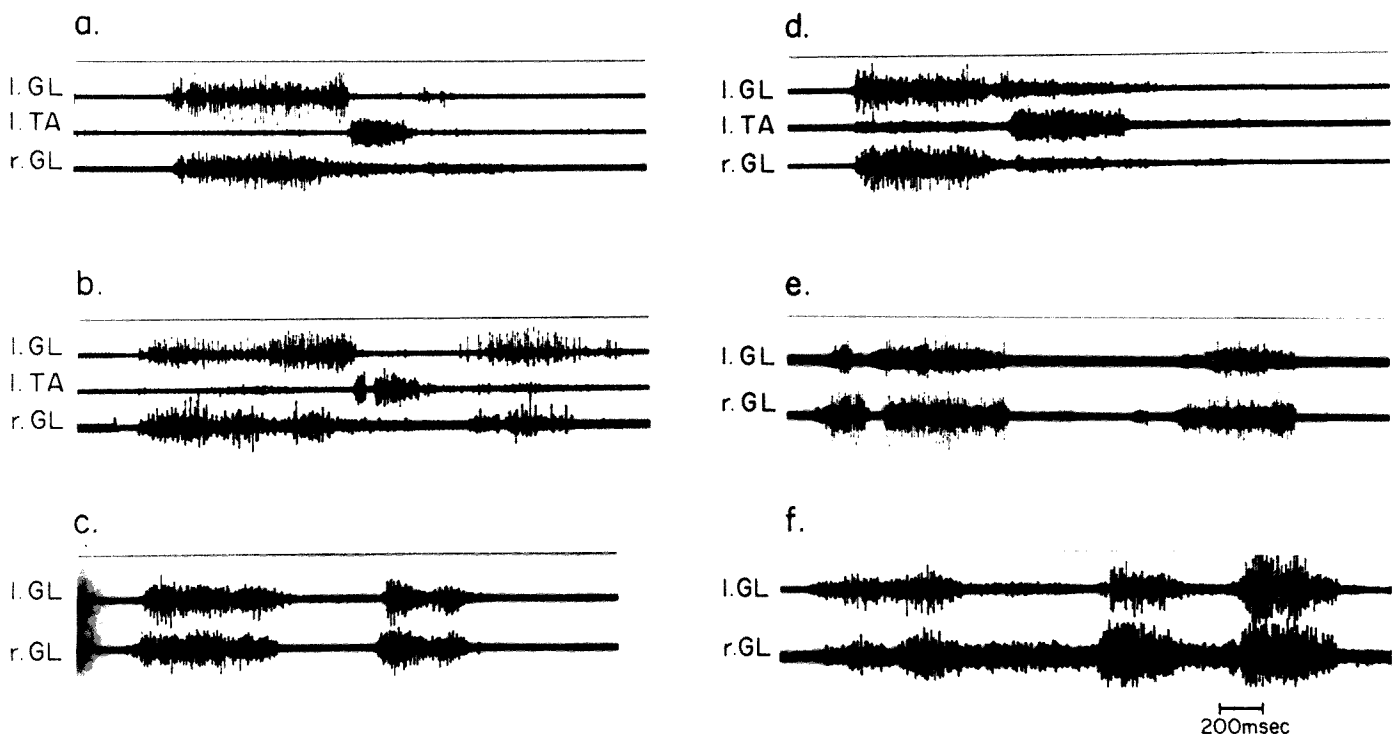 a.
l. GL
l. TA
r. GL
b.
l. GL
l. TA
r. GL
c.
l. GL
r. GL
d.
l. GL
l. TA
r. GL
e.
l. GL
r. GL
f.
l. GL
r. GL
200msec